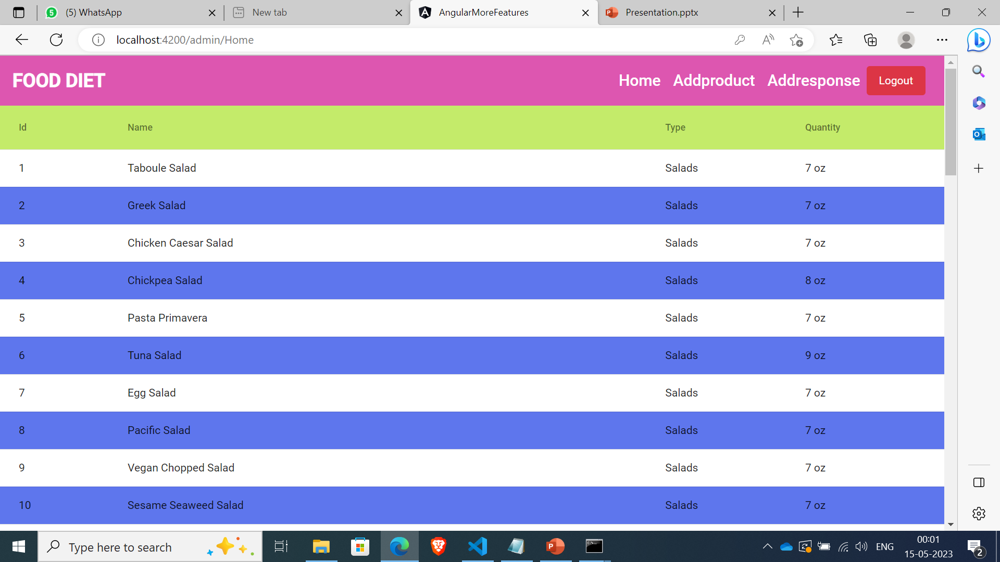 5 (5) WhatsApp New tab AngularMoreFeatures P Presentation.pptx
localhost:4200/admin/Home
FOOD DIET Home Addproduct Addresponse Logout
Id Name Type Quantity
1 Taboule Salad Salads 7 oz
2 Greek Salad Salads 7 oz
3 Chicken Caesar Salad Salads 7 oz
4 Chickpea Salad Salads 8 oz
5 Pasta Primavera Salads 7 oz
6 Tuna Salad Salads 9 oz
7 Egg Salad Salads 7 oz
8 Pacific Salad Salads 7 oz
9 Vegan Chopped Salad Salads 7 oz
10 Sesame Seaweed Salad Salads 7 oz
Type here to search ENG 00:01
15-05-2023 2